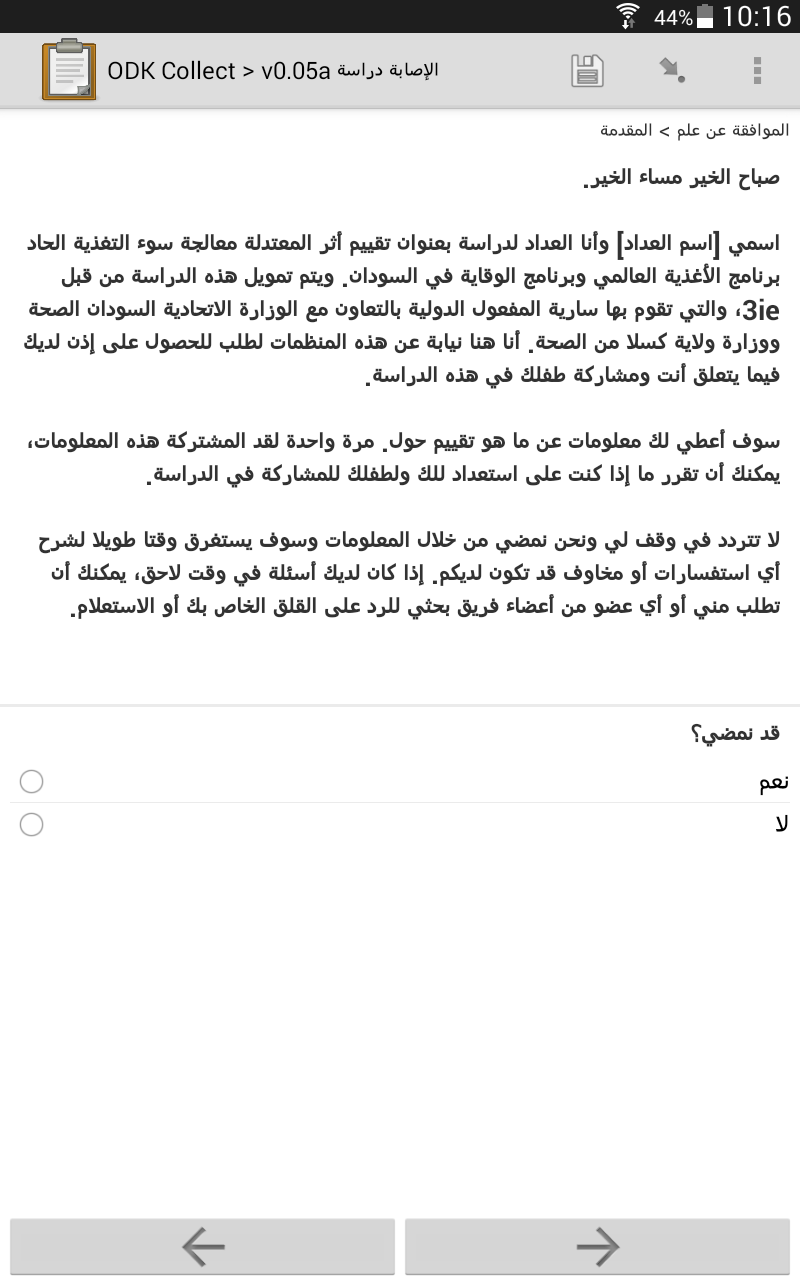 44% 10:16
ODK Collect > v0.05a الإصابة دراسة
الموافقة عن علم > المقدمة
صباح الخير مساء الخير.
اسمي [اسم العداد] وأنا العداد لدراسة بعنوان تقييم أثر المعتدلة معالجة سوء التغذية الحاد
برنامج الأغذية العالمي وبرنامج الوقاية في السودان. ويتم تمويل هذه الدراسة من قبل
3ie، والتي تقوم بها سارية المفعول الدولية بالتعاون مع الوزارة الاتحادية السودان الصحة
ووزارة ولاية كسلا من الصحة. أنا هنا نيابة عن هذه المنظمات لطلب للحصول على إذن لديك
فيما يتعلق أنت ومشاركة طفلك في هذه الدراسة.
سوف أعطي لك معلومات عن ما هو تقييم حول. مرة واحدة لقد المشتركة هذه المعلومات،
يمكنك أن تقرر ما إذا كنت على استعداد للك ولطفلك للمشاركة في الدراسة.
لا تتردد في وقف لي ونحن نمضي من خلال المعلومات وسوف يستغرق وقتا طويلا لشرح
أي استفسارات أو مخاوف قد تكون لديكم. إذا كان لديك أسئلة في وقت لاحق، يمكنك أن
تطلب مني أو أي عضو من أعضاء فريق بحثي للرد على القلق الخاص بك أو الاستعلام.
قد نمضي؟
نعم
لا